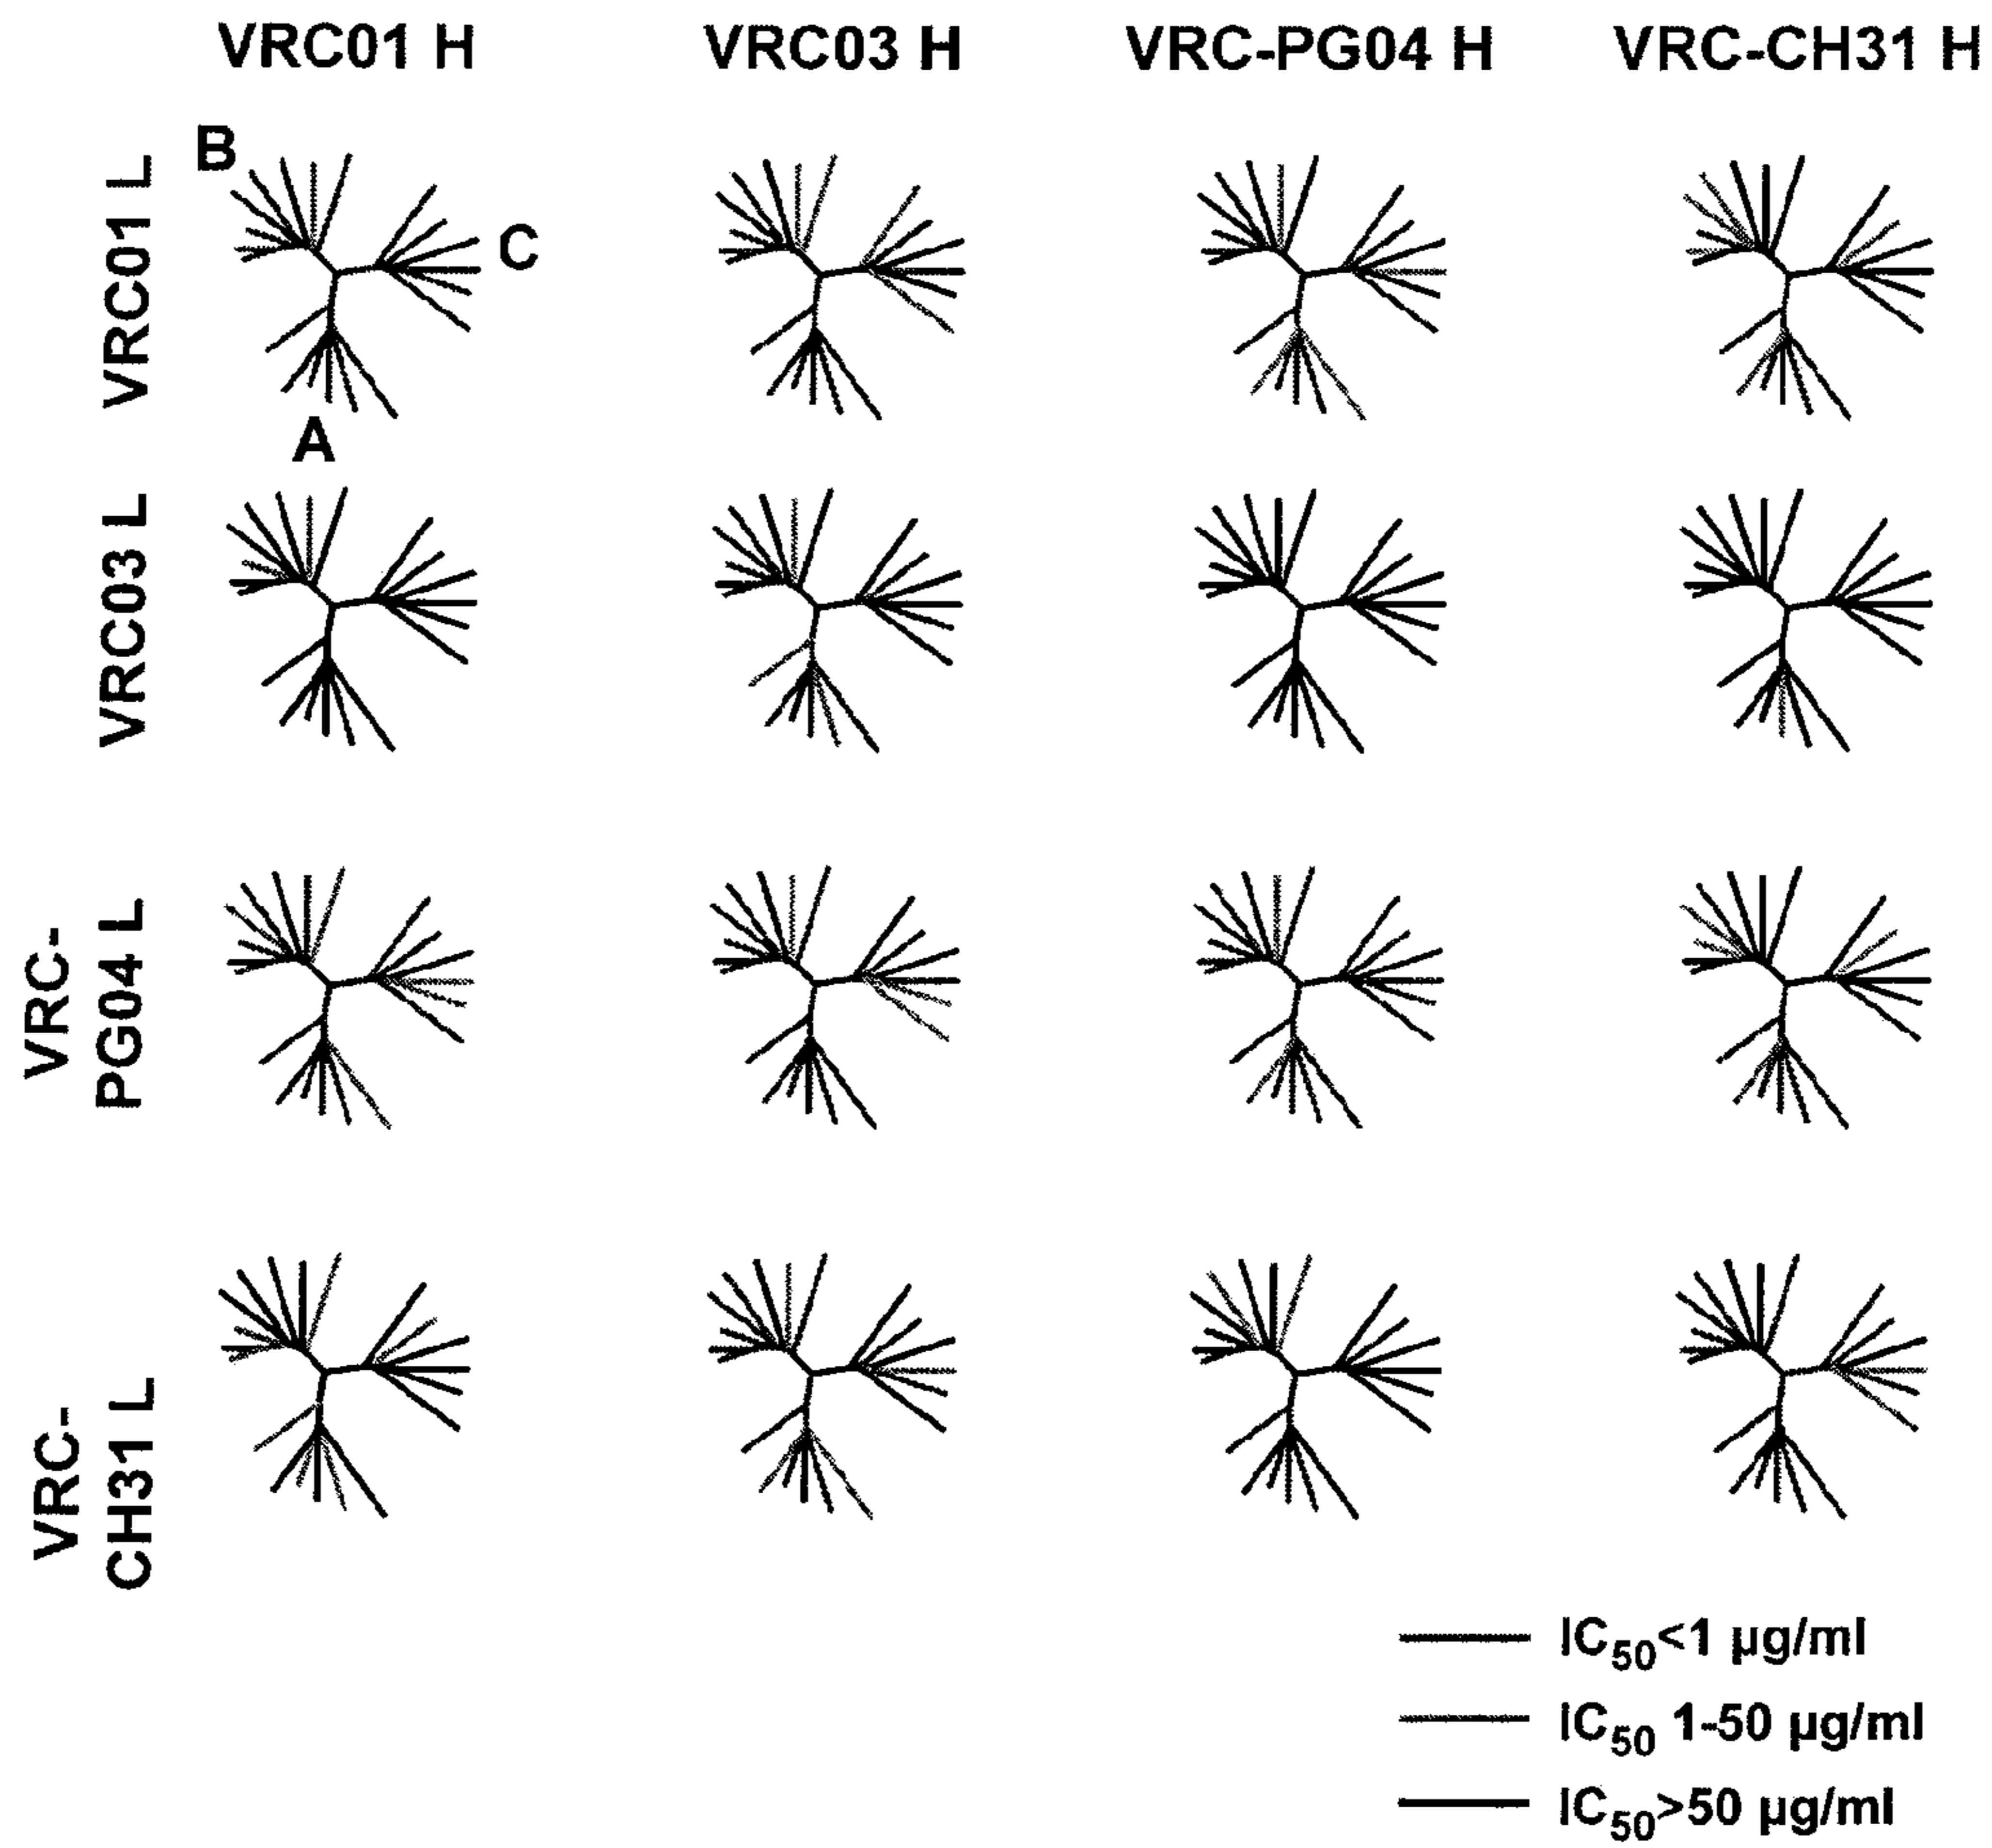 VRC01 H
VRC03 H
VRC-PG04 H
VRC-CH31 H
VRC01 L
B
C
A
VRC03 L
VRC-
PG04 L
VRC-
CH31 L
IC50<1 µg/ml
IC50 1-50 µg/ml
IC50>50 µg/ml